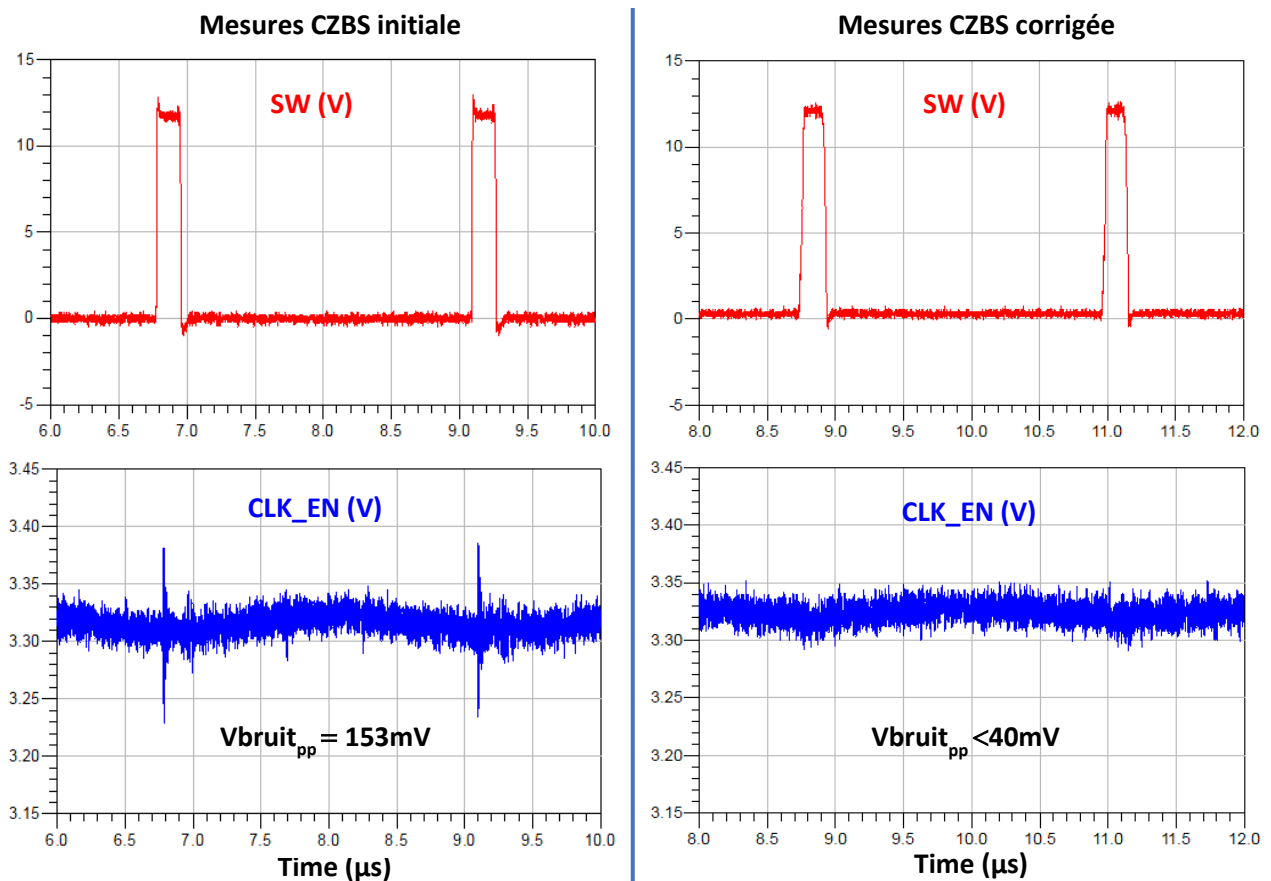 Mesures CZBS initiale
15
10
5
0
-5
SW (V)
6.0 6.5 7.0 7.5 8.0 8.5 9.0 9.5 10.0
3.45
3.40
3.35
3.30
3.25
3.20
3.15
CLK_EN (V)
Vbruitpp = 153mV
6.0 6.5 7.0 7.5 8.0 8.5 9.0 9.5 10.0
Time (µs)
Mesures CZBS corrigée
15
10
5
0
-5
SW (V)
8.0 8.5 9.0 9.5 10.0 10.5 11.0 11.5 12.0
3.45
3.40
3.35
3.30
3.25
3.20
3.15
CLK_EN (V)
Vbruitpp <40mV
8.0 8.5 9.0 9.5 10.0 10.5 11.0 11.5 12.0
Time (µs)